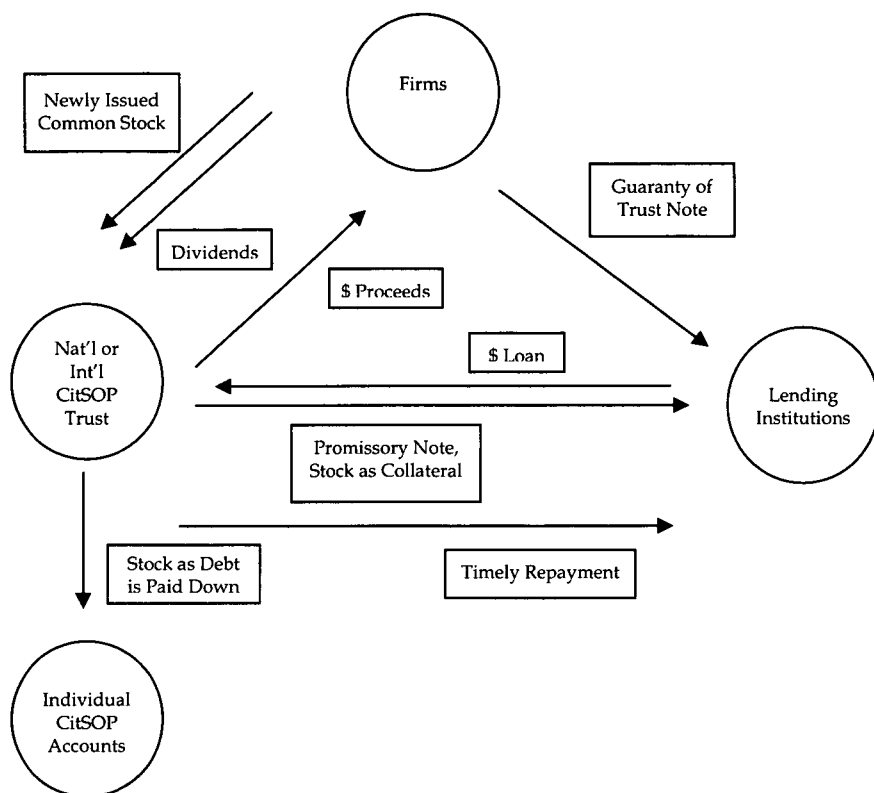 Firms
Newly Issued
Common Stock
Guaranty of
Trust Note
Dividends
$ Proceeds
$ Loan
Nat'l or
Int'l
CitSOP
Trust
Lending
Institutions
Promissory Note,
Stock as Collateral
Stock as Debt
is Paid Down
Timely Repayment
Individual
CitSOP
Accounts